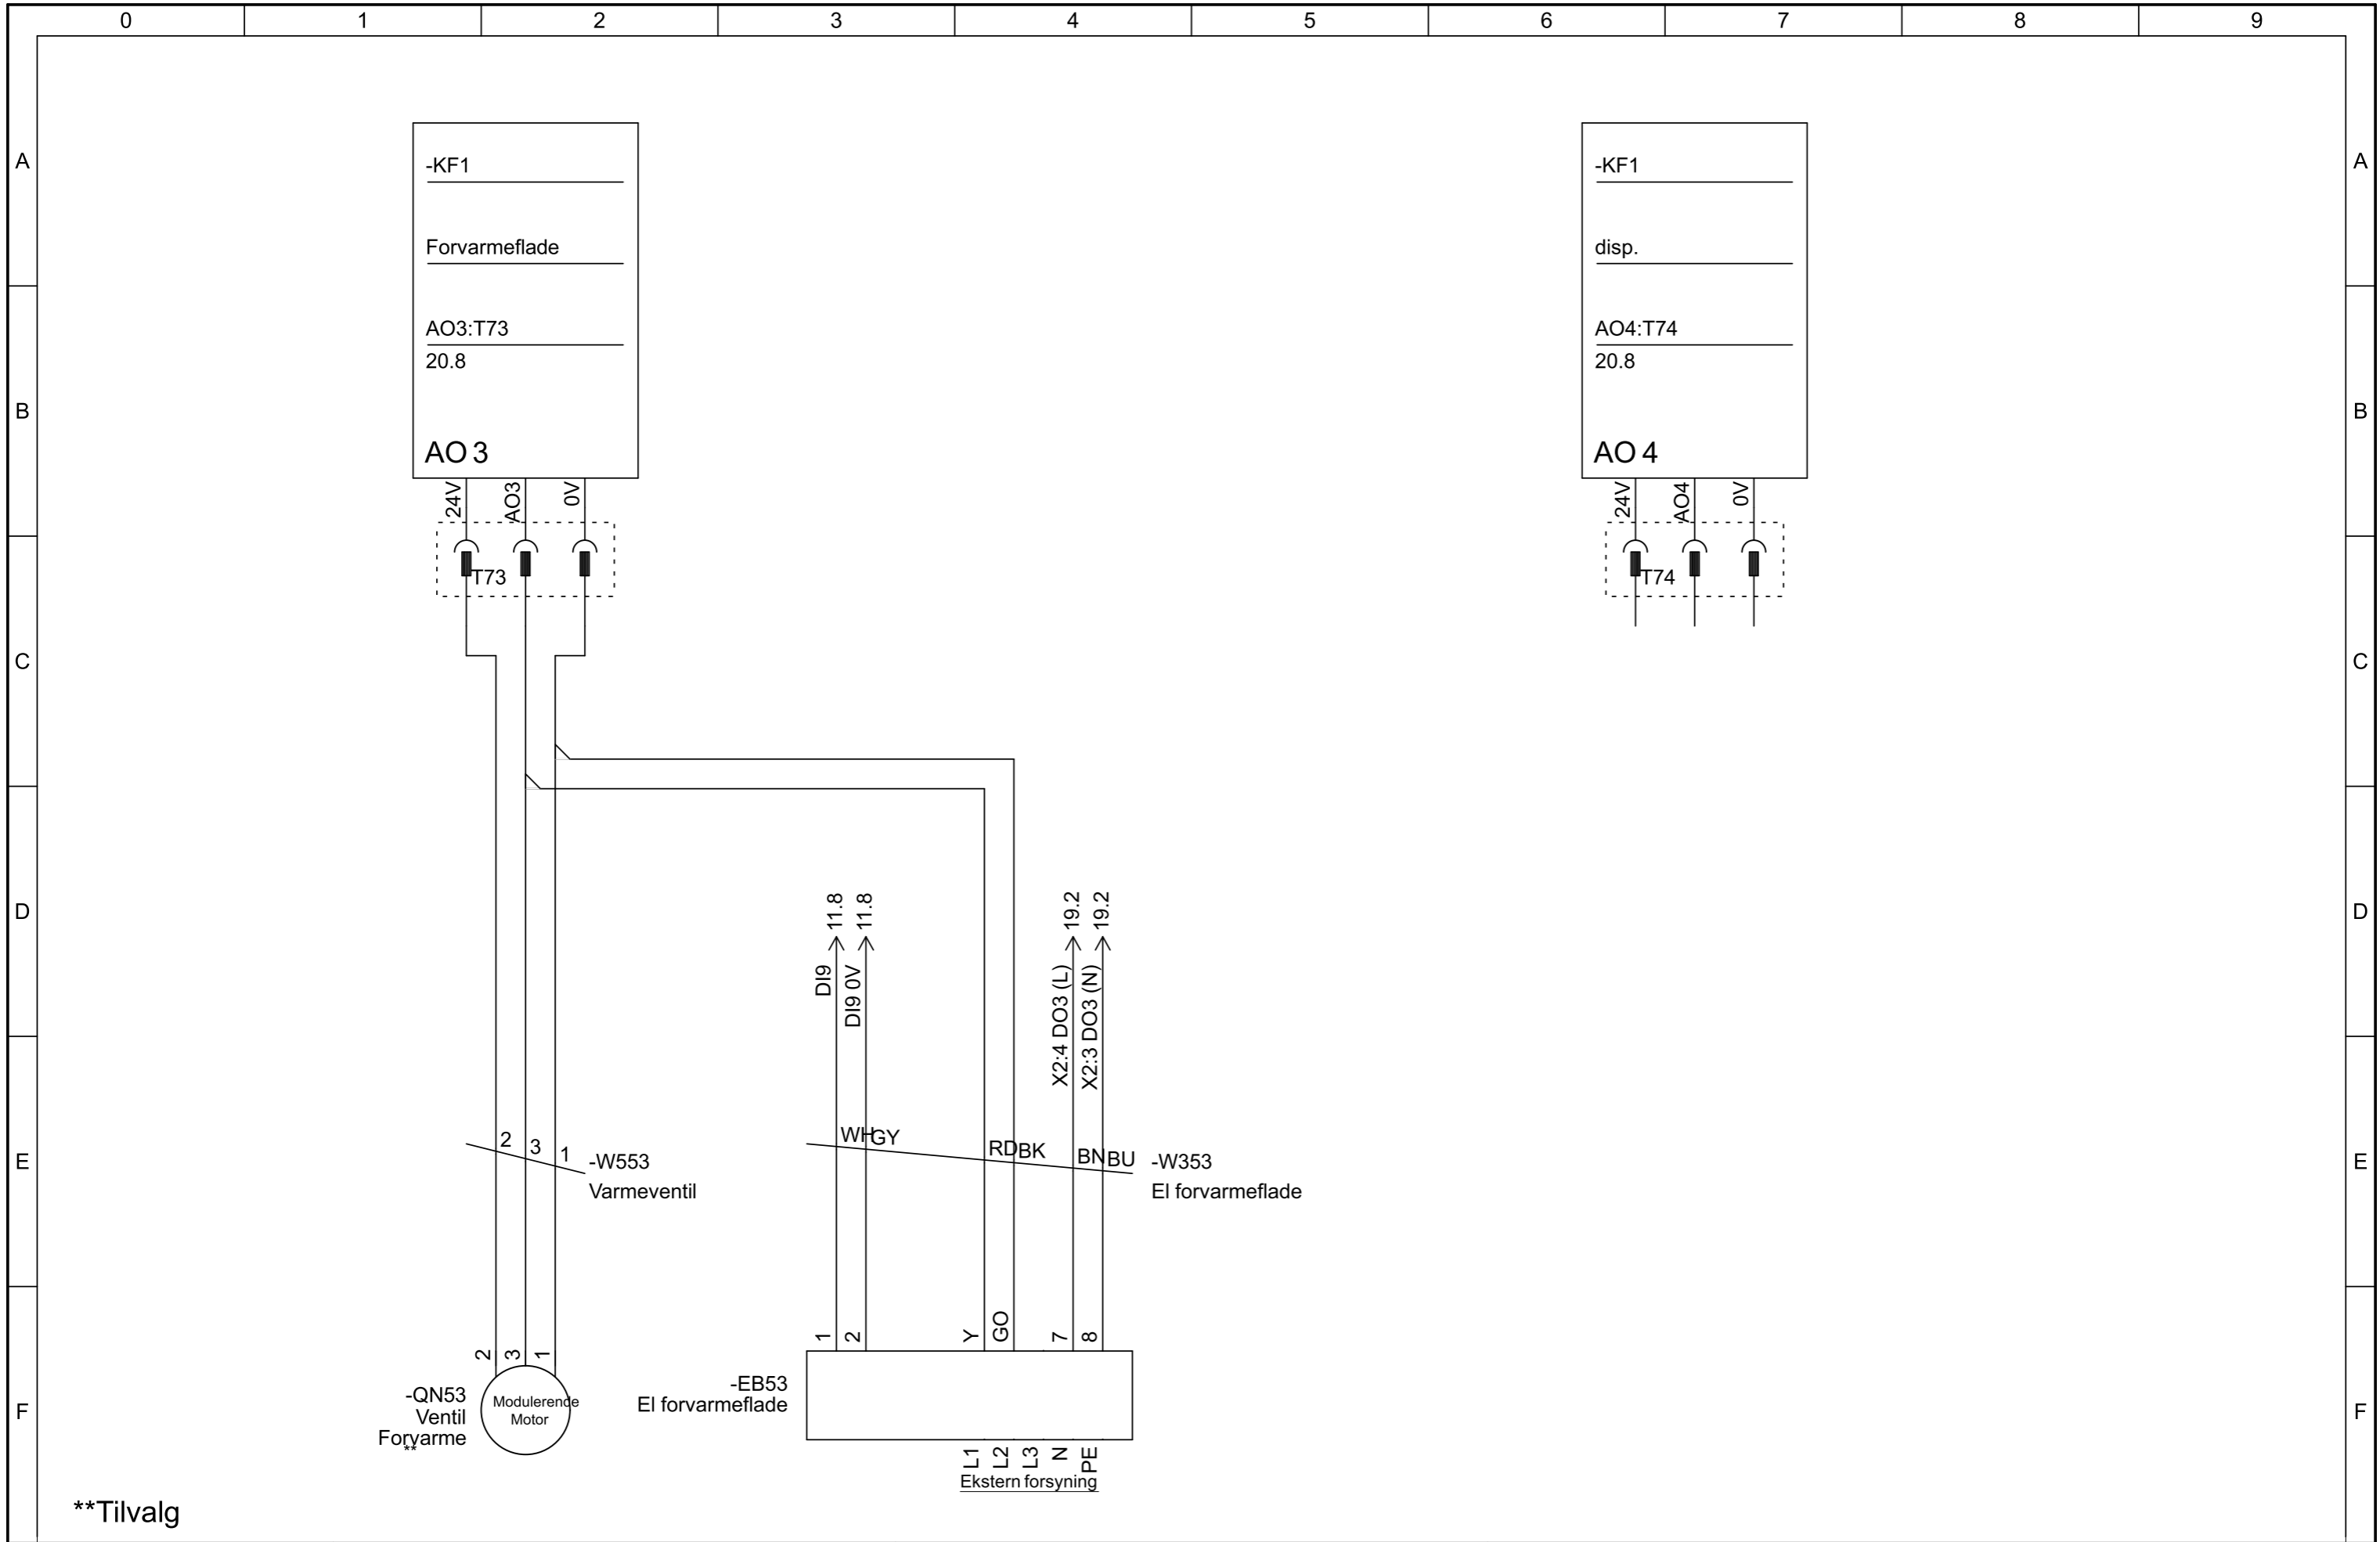 0 1 2 3 4 5 6 7 8 9
A A
-KF1
Forvarmeflade
AO3:T73
20.8
AO 3
24V AO3 0V
T73
-KF1
disp.
AO4:T74
20.8
AO 4
24V AO4 0V
T74
B B
C C
D D
11.8 11.8 19.2 19.2
DI9
DI9 0V
X2:4 DO3 (L)
X2:3 DO3 (N)
E E
2 3 1
-W553
Varmeventil
WH GY RD BK BN BU
-W353
El forvarmeflade
F F
2 3 1
-QN53
Ventil
Forvarme
**
Modulerende
Motor
1 2 Y GO 7 8
-EB53
El forvarmeflade
L1 L2 L3 N PE
Ekstern forsyning
**Tilvalg